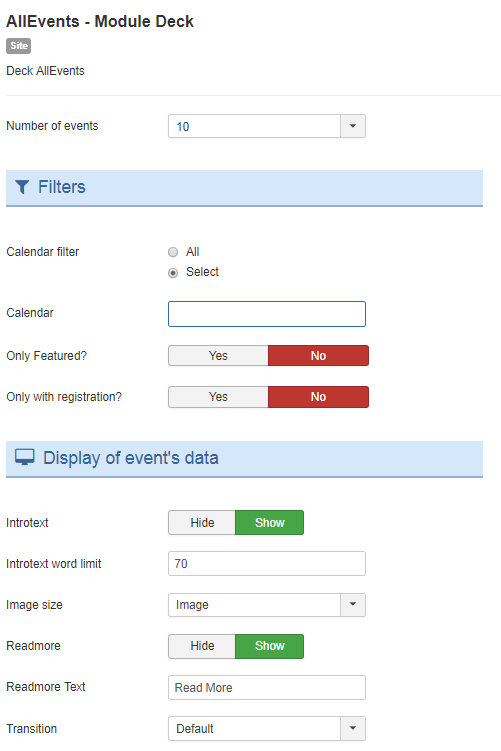 AllEvents - Module Deck
Site
Deck AllEvents
Number of events 10
Filters
Calendar filter All
Select
Calendar
Only Featured? Yes No
Only with registration? Yes No
Display of event's data
Introtext Hide Show
Introtext word limit 70
Image size Image
Readmore Hide Show
Readmore Text Read More
Transition Default